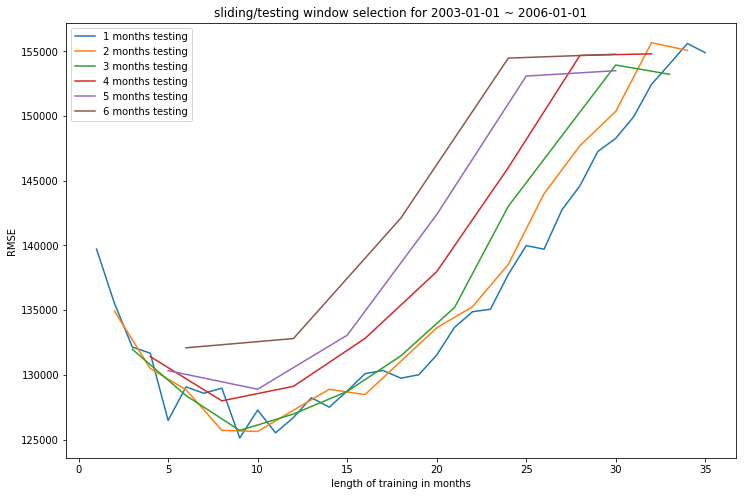 sliding/testing window selection for 2003-01-01 ~ 2006-01-01
1 months testing
2 months testing
3 months testing
4 months testing
5 months testing
6 months testing
155000
150000
145000
140000
135000
130000
125000
RMSE
0 5 10 15 20 25 30 35
length of training in months